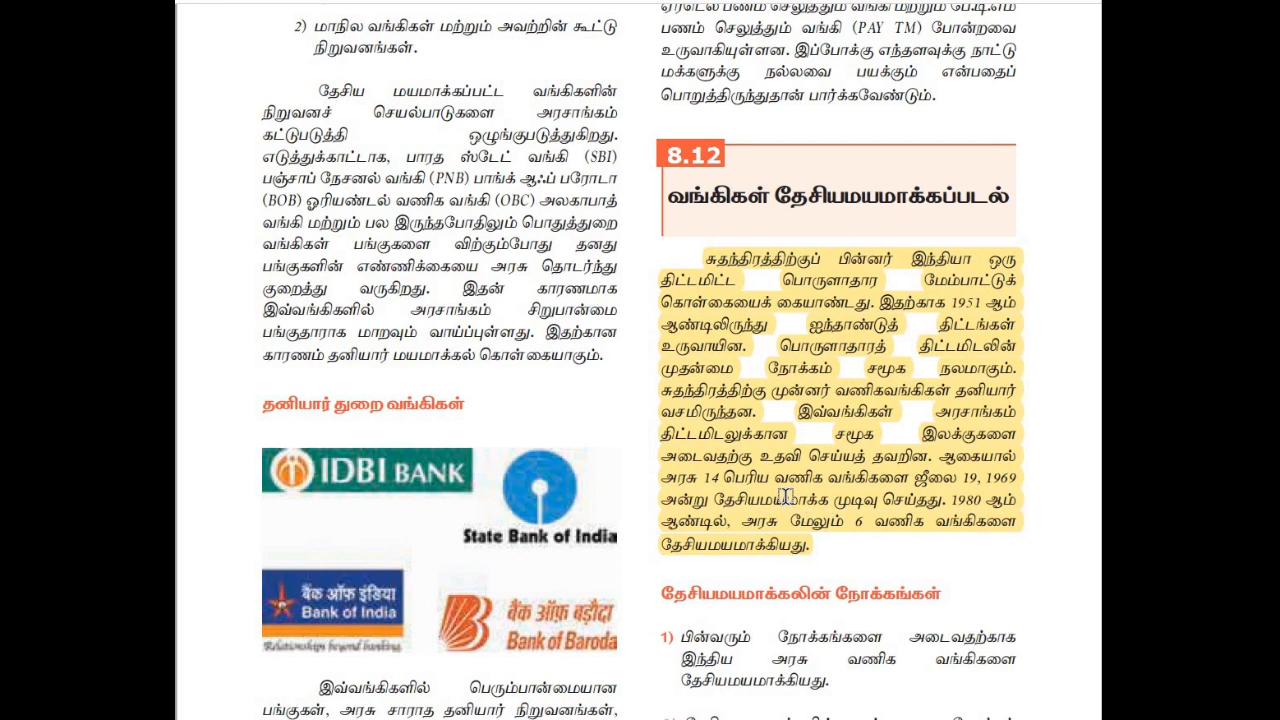 2) மாநில வங்கிகள் மற்றும் அவற்றின் கூட்டு
நிறுவனங்கள்.
தேசிய மயமாக்கப்பட்ட வங்கிகளின்
நிறுவனச் செயல்பாடுகளை அரசாங்கம்
கட்டுபடுத்தி ஒழுங்குபடுத்துகிறது.
எடுத்துக்காட்டாக, பாரத ஸ்டேட் வங்கி (SBI)
பஞ்சாப் நேசனல் வங்கி (PNB) பாங்க் ஆஃப் பரோடா
(BOB) ஓரியண்டல் வணிக வங்கி (OBC) அலகாபாத்
வங்கி மற்றும் பல இருந்தபோதிலும் பொதுத்துறை
வங்கிகள் பங்குகளை விற்கும்போது தனது
பங்குகளின் எண்ணிக்கையை அரசு தொடர்ந்து
குறைத்து வருகிறது. இதன் காரணமாக
இவ்வங்கிகளில் அரசாங்கம் சிறுபான்மை
பங்குதாரராக மாறவும் வாய்ப்புள்ளது. இதற்கான
காரணம் தனியார் மயமாக்கல் கொள்கையாகும்.
தனியார் துறை வங்கிகள்
IDBI BANK
State Bank of India
बैंक ऑफ इंडिया
Bank of India
Relationships beyond banking.
बैंक ऑफ़ बड़ौदा
Bank of Baroda
இவ்வங்கிகளில் பெரும்பான்மையான
பங்குகள், அரசு சாராத தனியார் நிறுவனங்கள்,
ஏர்டெல் பணம் செலுத்தும் வங்கி மற்றும் பே.டி.எம்
பணம் செலுத்தும் வங்கி (PAY TM) போன்றவை
உருவாகியுள்ளன. இப்போக்கு எந்தளவுக்கு நாட்டு
மக்களுக்கு நல்லவை பயக்கும் என்பதைப்
பொறுத்திருந்துதான் பார்க்கவேண்டும்.
8.12
வங்கிகள் தேசியமயமாக்கப்படல்
சுதந்திரத்திற்குப் பின்னர் இந்தியா ஒரு
திட்டமிட்ட பொருளாதார மேம்பாட்டுக்
கொள்கையைக் கையாண்டது. இதற்காக 1951 ஆம்
ஆண்டிலிருந்து ஐந்தாண்டுத் திட்டங்கள்
உருவாயின. பொருளாதாரத் திட்டமிடலின்
முதன்மை நோக்கம் சமூக நலமாகும்.
சுதந்திரத்திற்கு முன்னர் வணிகவங்கிகள் தனியார்
வசமிருந்தன. இவ்வங்கிகள் அரசாங்கம்
திட்டமிடலுக்கான சமூக இலக்குகளை
அடைவதற்கு உதவி செய்யத் தவறின. ஆகையால்
அரசு 14 பெரிய வணிக வங்கிகளை ஜீலை 19, 1969
அன்று தேசியமயமாக்க முடிவு செய்தது. 1980 ஆம்
ஆண்டில், அரசு மேலும் 6 வணிக வங்கிகளை
தேசியமயமாக்கியது.
தேசியமயமாக்கலின் நோக்கங்கள்
1) பின்வரும் நோக்கங்களை அடைவதற்காக
இந்திய அரசு வணிக வங்கிகளை
தேசியமயமாக்கியது.